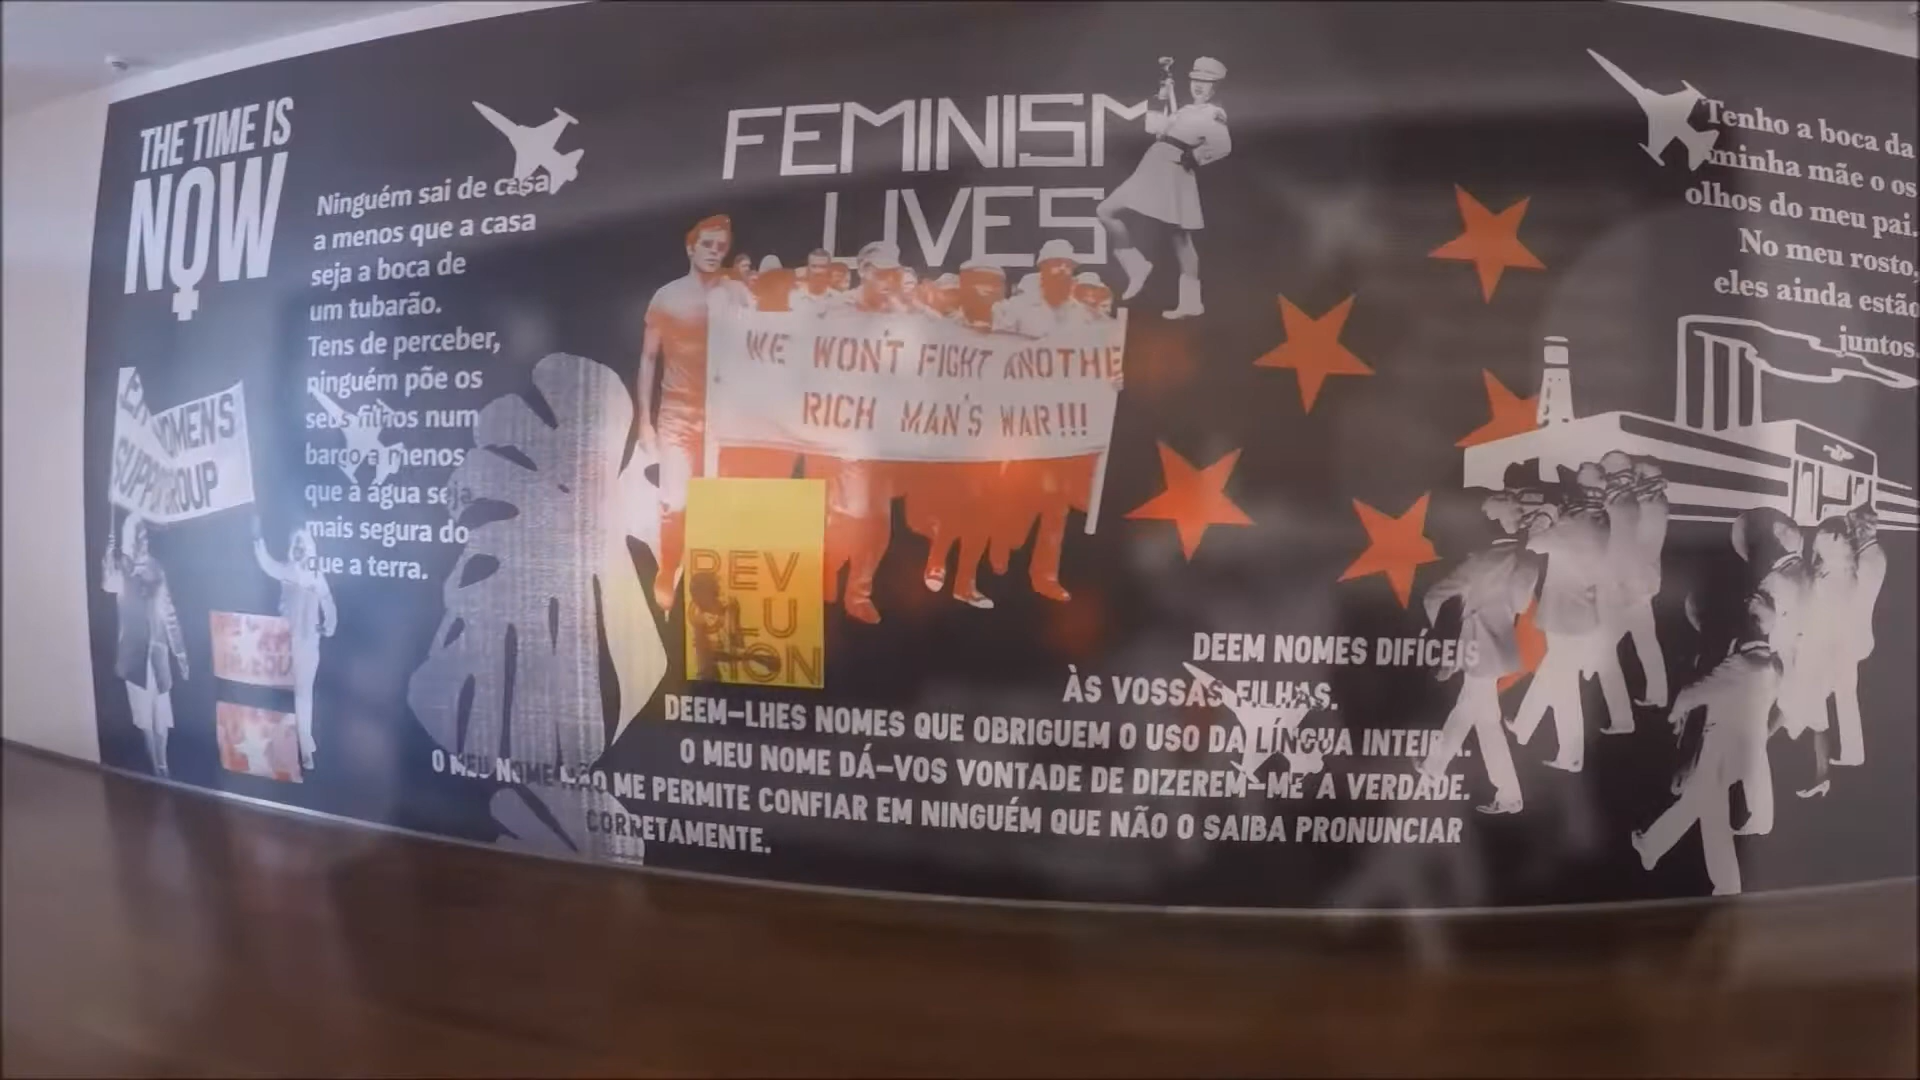 THE TIME IS
NOW
Ninguém sai de casa
a menos que a casa
seja a boca de
um tubarão.
Tens de perceber,
ninguém põe os
seus filhos num
barco a menos
que a água seja
mais segura do
que a terra.
WOMEN'S
SUPP GROUP
FEMINISM
LIVES
WE WON'T FIGHT ANOTHE
RICH MAN'S WAR!!!
REV
OLU
ION
DEEM NOMES DIFÍCEIS
ÀS VOSSAS FILHAS.
DEEM-LHES NOMES QUE OBRIGUEM O USO DA LÍNGUA INTEIRA.
O MEU NOME DÁ-VOS VONTADE DE DIZEREM-ME A VERDADE.
O MEU NOME NÃO ME PERMITE CONFIAR EM NINGUÉM QUE NÃO O SAIBA PRONUNCIAR
CORRETAMENTE.
Tenho a boca da
minha mãe o os
olhos do meu pai.
No meu rosto,
eles ainda estão
juntos.